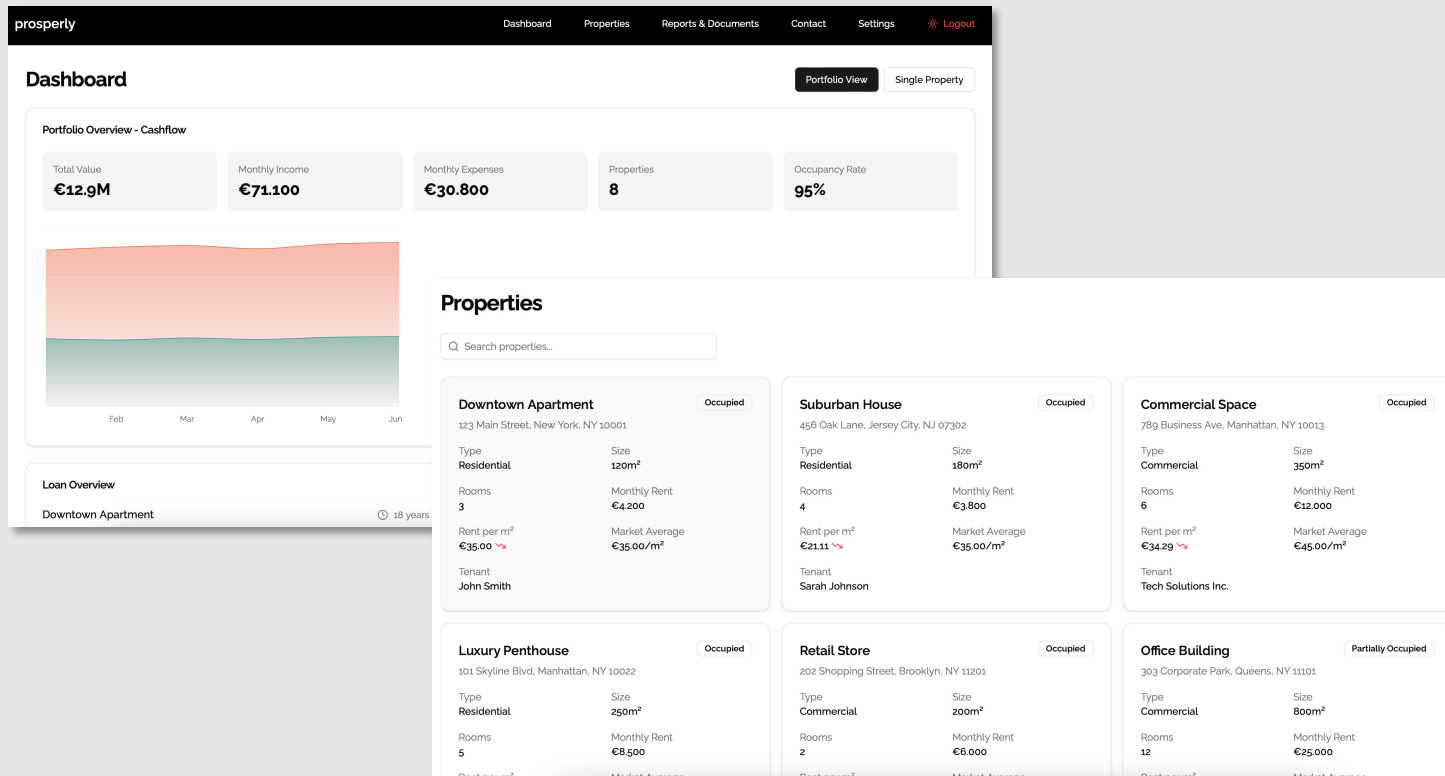 prosperly
Dashboard Properties Reports & Documents Contact Settings Logout
Dashboard
Portfolio View Single Property
Portfolio Overview - Cashflow
Total Value Monthly Income Monthly Expenses Properties Occupancy Rate
€12.9M €71.100 €30.800 8 95%
Feb Mar Apr May Jun
Loan Overview
Downtown Apartment 18 years
Properties
Search properties...
Downtown Apartment Occupied
123 Main Street, New York, NY 10001
Type Size
Residential 120m²
Rooms Monthly Rent
3 €4.200
Rent per m² Market Average
€35.00 €35.00/m²
Tenant
John Smith
Suburban House Occupied
456 Oak Lane, Jersey City, NJ 07302
Type Size
Residential 180m²
Rooms Monthly Rent
4 €3.800
Rent per m² Market Average
€21.11 €35.00/m²
Tenant
Sarah Johnson
Commercial Space Occupied
789 Business Ave, Manhattan, NY 10013
Type Size
Commercial 350m²
Rooms Monthly Rent
6 €12.000
Rent per m² Market Average
€34.29 €45.00/m²
Tenant
Tech Solutions Inc.
Luxury Penthouse Occupied
101 Skyline Blvd, Manhattan, NY 10022
Type Size
Residential 250m²
Rooms Monthly Rent
5 €8.500
Retail Store Occupied
202 Shopping Street, Brooklyn, NY 11201
Type Size
Commercial 200m²
Rooms Monthly Rent
2 €6.000
Office Building Partially Occupied
303 Corporate Park, Queens, NY 11101
Type Size
Commercial 800m²
Rooms Monthly Rent
12 €25.000